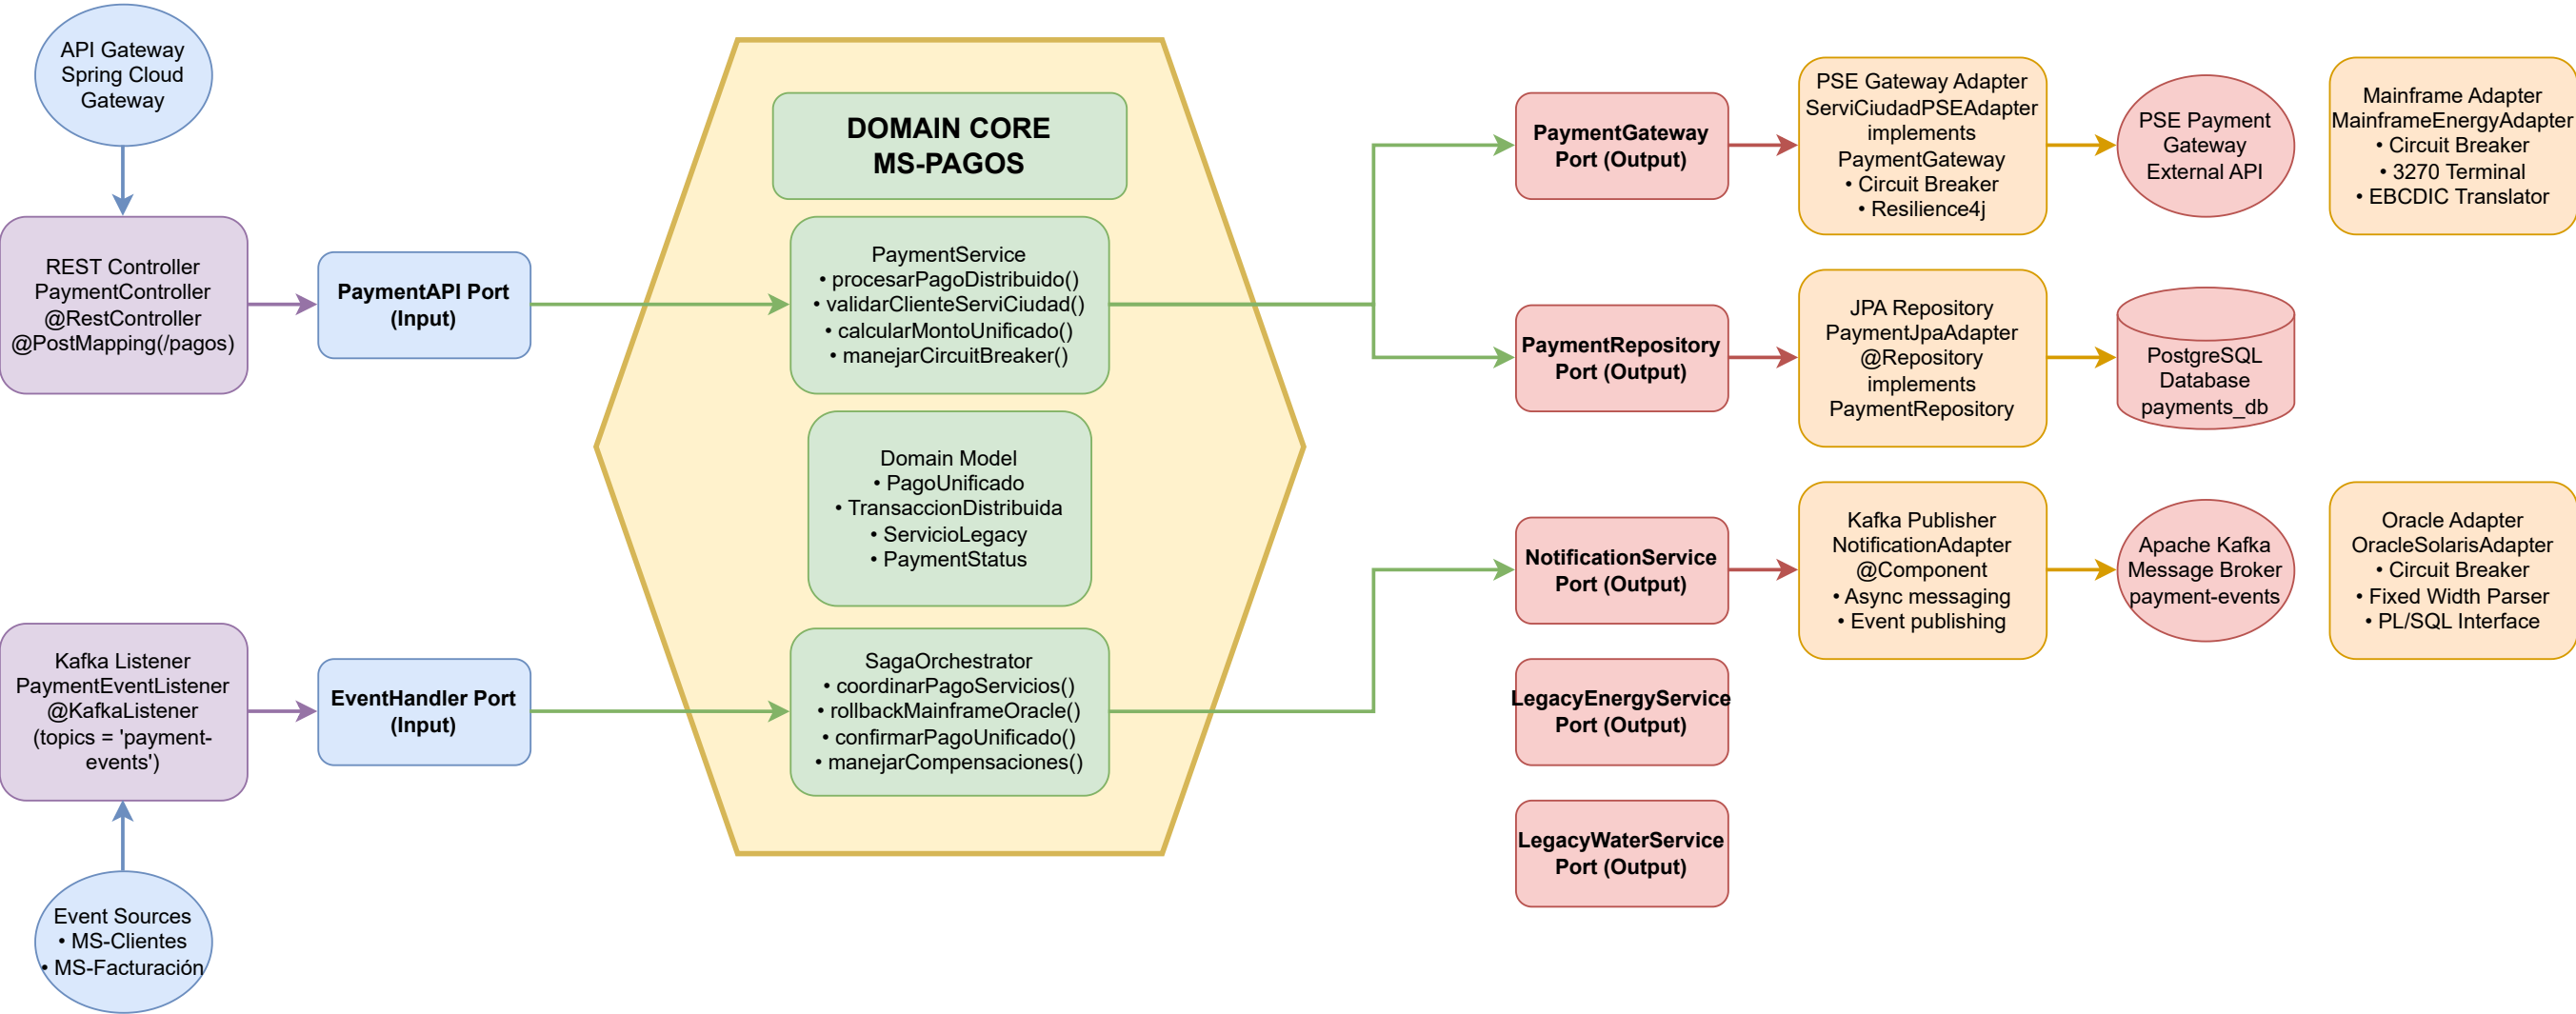 API Gateway
Spring Cloud
Gateway
REST Controller
PaymentController
@RestController
@PostMapping(/pagos)
PaymentAPI Port
(Input)
Kafka Listener
PaymentEventListener
@KafkaListener
(topics = 'payment-
events')
EventHandler Port
(Input)
Event Sources
• MS-Clientes
• MS-Facturación
DOMAIN CORE
MS-PAGOS
PaymentService
• procesarPagoDistribuido()
• validarClienteServiCiudad()
• calcularMontoUnificado()
• manejarCircuitBreaker()
Domain Model
• PagoUnificado
• TransaccionDistribuida
• ServicioLegacy
• PaymentStatus
SagaOrchestrator
• coordinarPagoServicios()
• rollbackMainframeOracle()
• confirmarPagoUnificado()
• manejarCompensaciones()
PaymentGateway
Port (Output)
PaymentRepository
Port (Output)
NotificationService
Port (Output)
LegacyEnergyService
Port (Output)
LegacyWaterService
Port (Output)
PSE Gateway Adapter
ServiCiudadPSEAdapter
implements
PaymentGateway
• Circuit Breaker
• Resilience4j
JPA Repository
PaymentJpaAdapter
@Repository
implements
PaymentRepository
Kafka Publisher
NotificationAdapter
@Component
• Async messaging
• Event publishing
PSE Payment
Gateway
External API
PostgreSQL
Database
payments_db
Apache Kafka
Message Broker
payment-events
Mainframe Adapter
MainframeEnergyAdapter
• Circuit Breaker
• 3270 Terminal
• EBCDIC Translator
Oracle Adapter
OracleSolarisAdapter
• Circuit Breaker
• Fixed Width Parser
• PL/SQL Interface